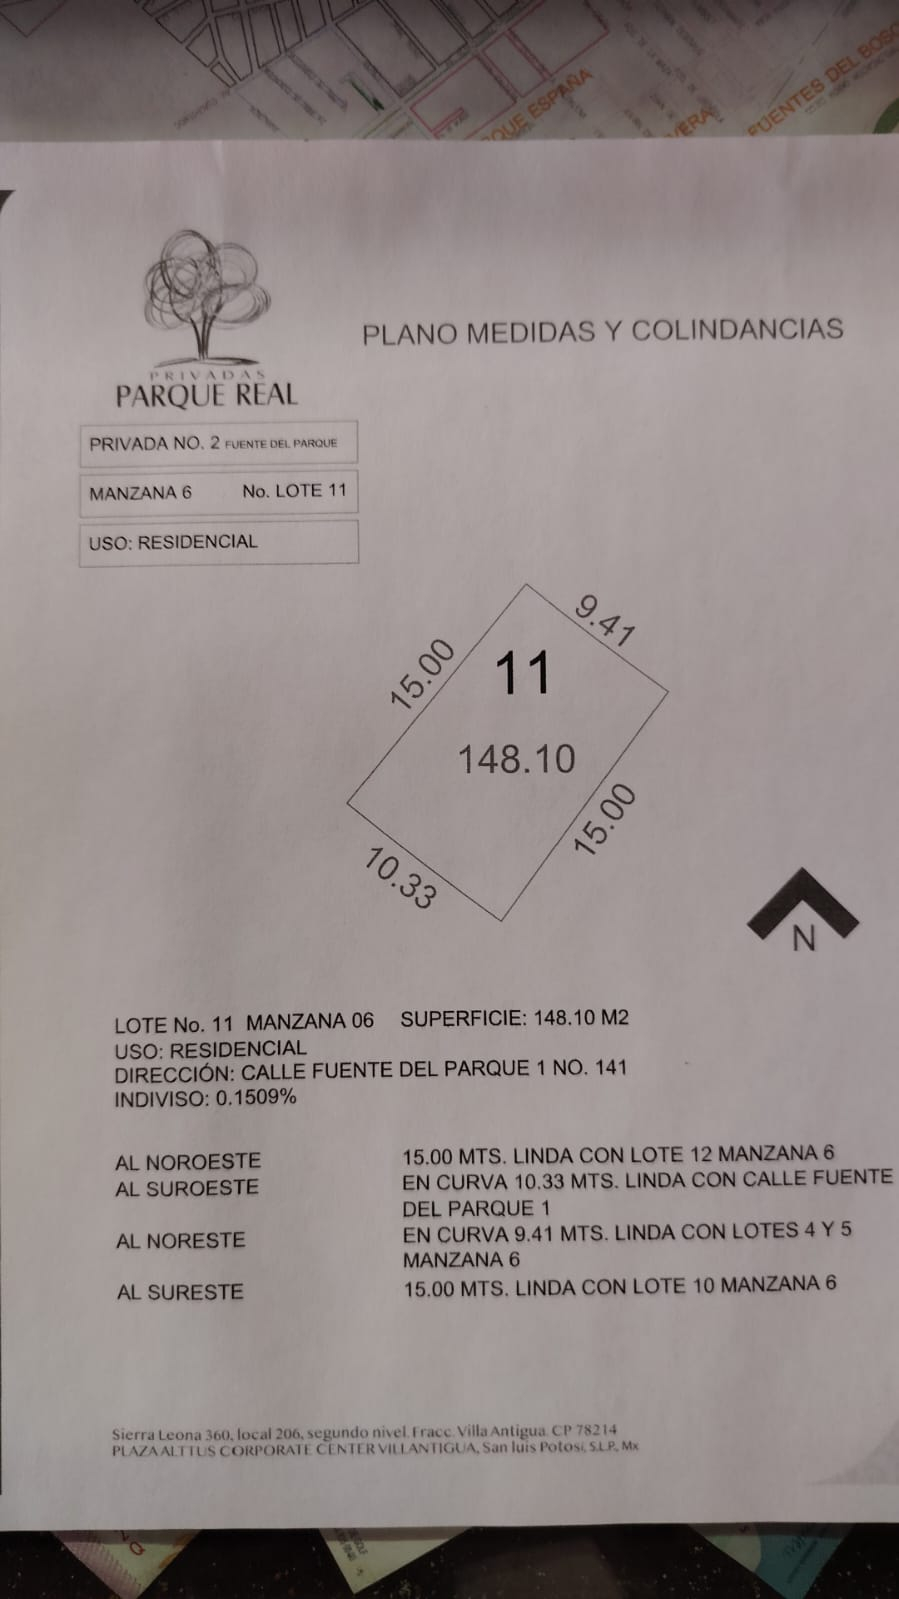 QUE ESPAÑA
VERA
FUENTES DEL BOSQ
PRIVADAS
PARQUE REAL
PLANO MEDIDAS Y COLINDANCIAS
PRIVADA NO. 2 FUENTE DEL PARQUE
MANZANA 6 No. LOTE 11
USO: RESIDENCIAL
9.41
15.00
11
148.10
15.00
10.33
N
LOTE No. 11 MANZANA 06 SUPERFICIE: 148.10 M2
USO: RESIDENCIAL
DIRECCIÓN: CALLE FUENTE DEL PARQUE 1 NO. 141
INDIVISO: 0.1509%
AL NOROESTE 15.00 MTS. LINDA CON LOTE 12 MANZANA 6
AL SUROESTE EN CURVA 10.33 MTS. LINDA CON CALLE FUENTE
DEL PARQUE 1
AL NORESTE EN CURVA 9.41 MTS. LINDA CON LOTES 4 Y 5
MANZANA 6
AL SURESTE 15.00 MTS. LINDA CON LOTE 10 MANZANA 6
Sierra Leona 360, local 206, segundo nivel. Fracc. Villa Antigua. CP 78214
PLAZA ALTTUS CORPORATE CENTER VILLANTIGUA, San luis Potosí, S.L.P., Mx